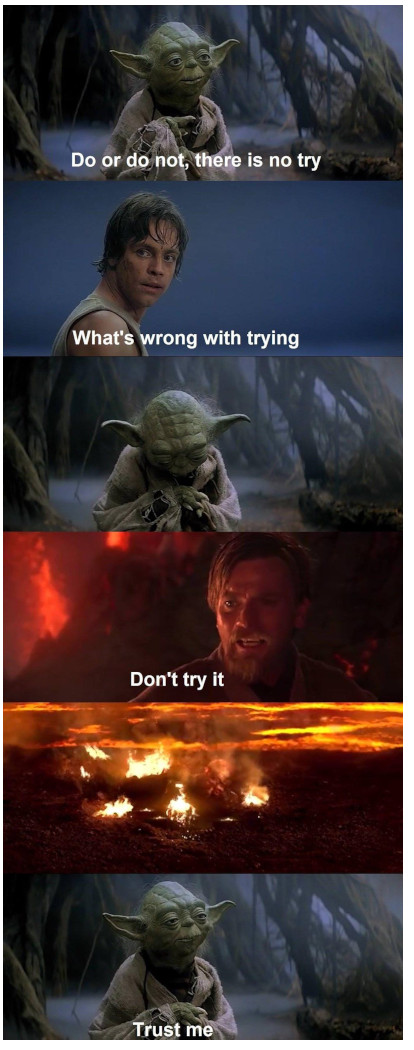 Do or do not, there is no try
What's wrong with trying
Don't try it
Trust me